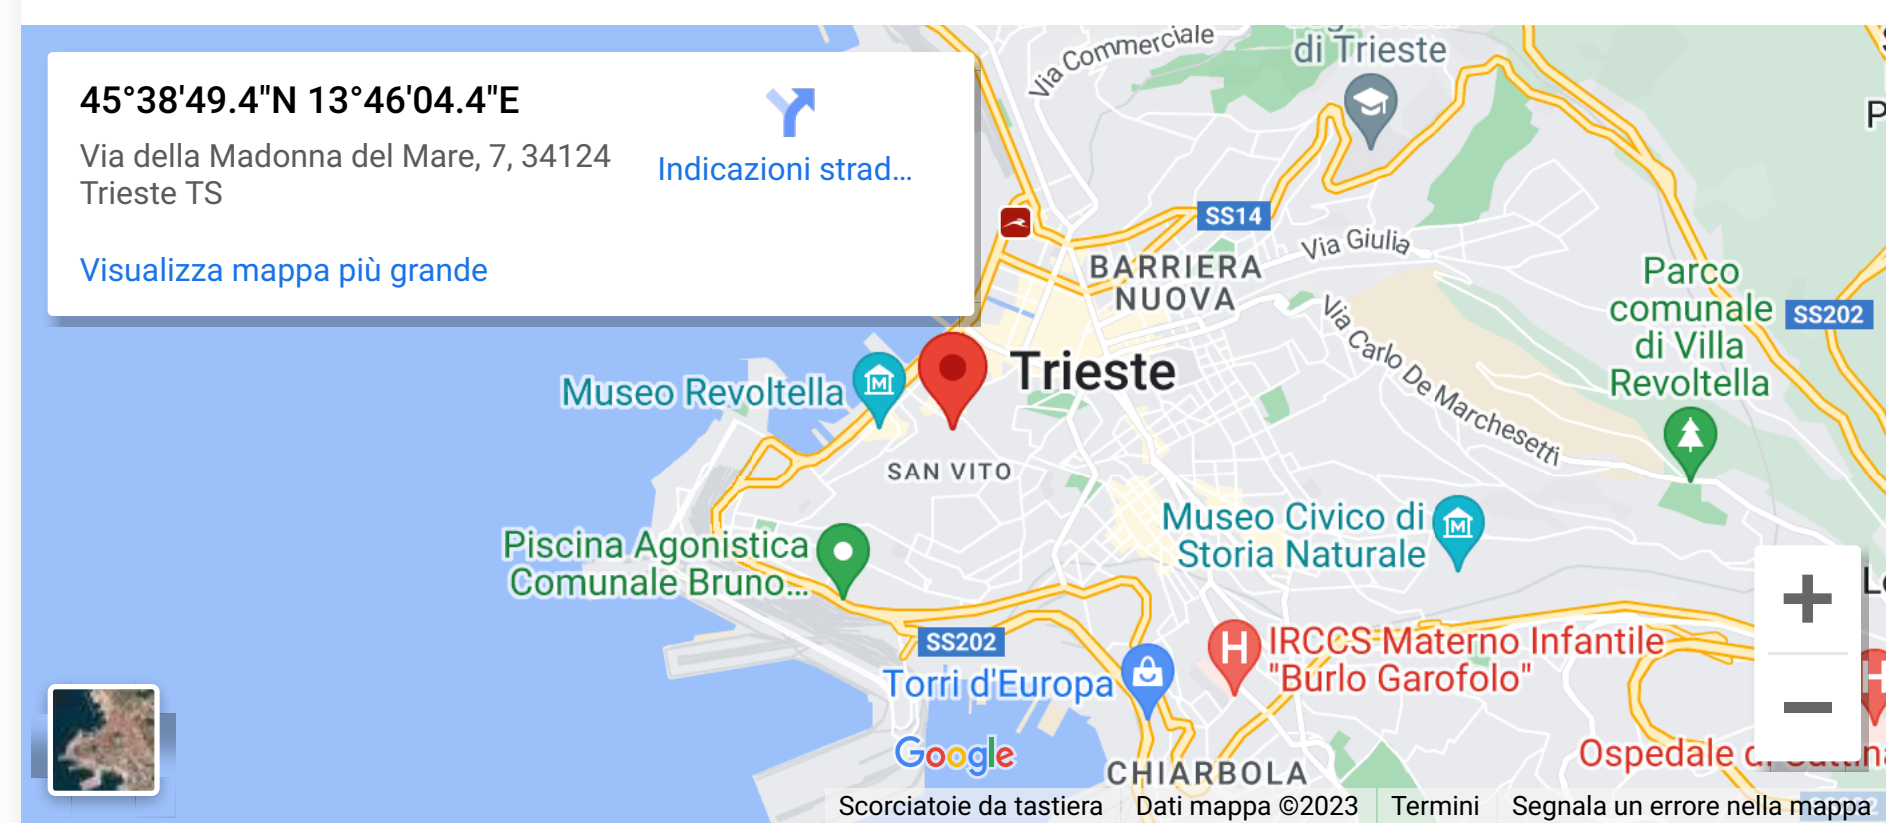 45°38'49.4"N 13°46'04.4"E
Via della Madonna del Mare, 7, 34124
Trieste TS
Indicazioni strad...
Visualizza mappa più grande
Via Commerciale
di Trieste
SS14
Via Giulia
BARRIERA
NUOVA
Parco
comunale
di Villa
Revoltella
SS202
Via Carlo De Marchesetti
Trieste
Museo Revoltella
SAN VITO
Museo Civico di
Storia Naturale
Piscina Agonistica
Comunale Bruno...
SS202
Torri d'Europa
H
IRCCS Materno Infantile
"Burlo Garofolo"
Google
CHIARBOLA
Ospedale
Scorciatoie da tastiera
Dati mappa ©2023
Termini
Segnala un errore nella mappa